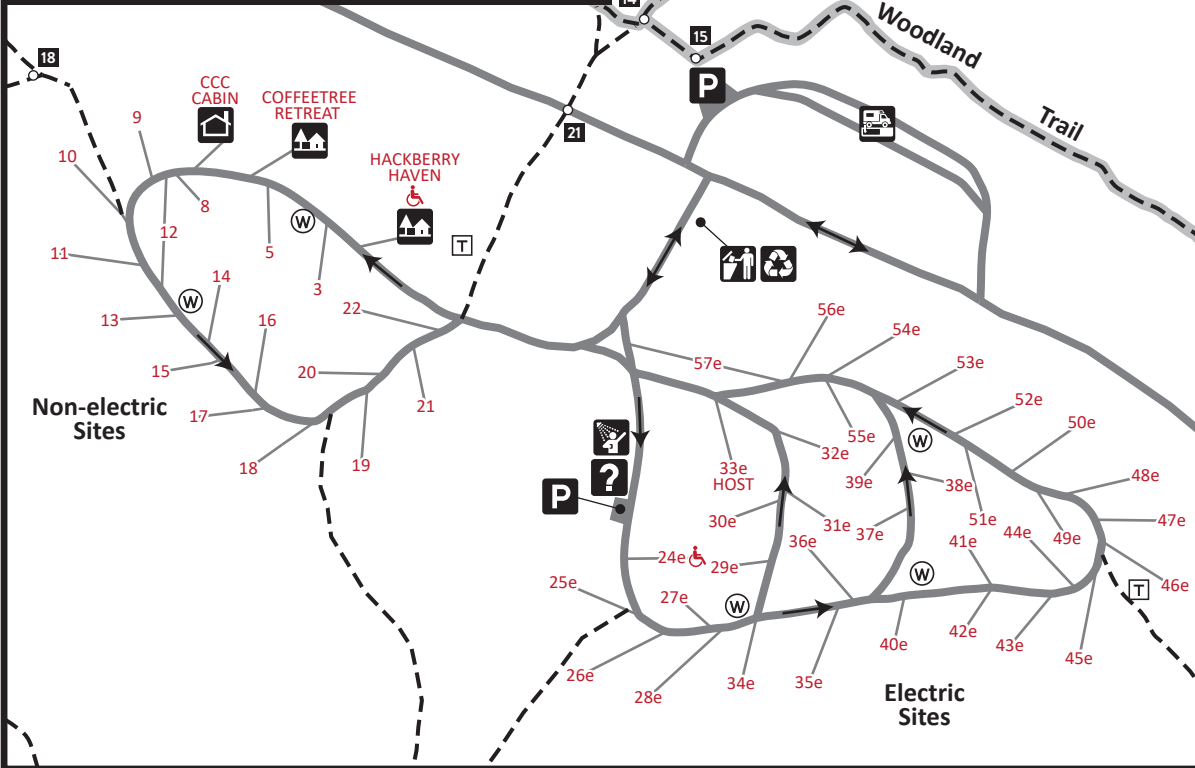 14
15
Woodland
Trail
P
18
CCC
CABIN
COFFEETREE
RETREAT
9
21
10
HACKBERRY
HAVEN
8
12
W
5
T
11
14
3
W
13
22
16
56e
54e
15
20
57e
53e
Non-electric
Sites
17
21
52e
50e
W
55e
32e
18
19
33e
HOST
39e
38e
48e
?
P
30e
31e
37e
51e
44e
49e
47e
36e
41e
24e
29e
25e
W
46e
T
27e
W
40e
42e
43e
45e
26e
28e
34e
35e
Electric
Sites